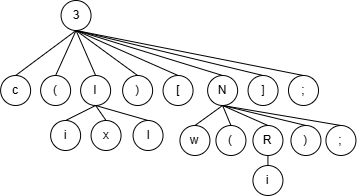 3
c ( I ) [ N ] ;
i x I w ( R ) ;
i